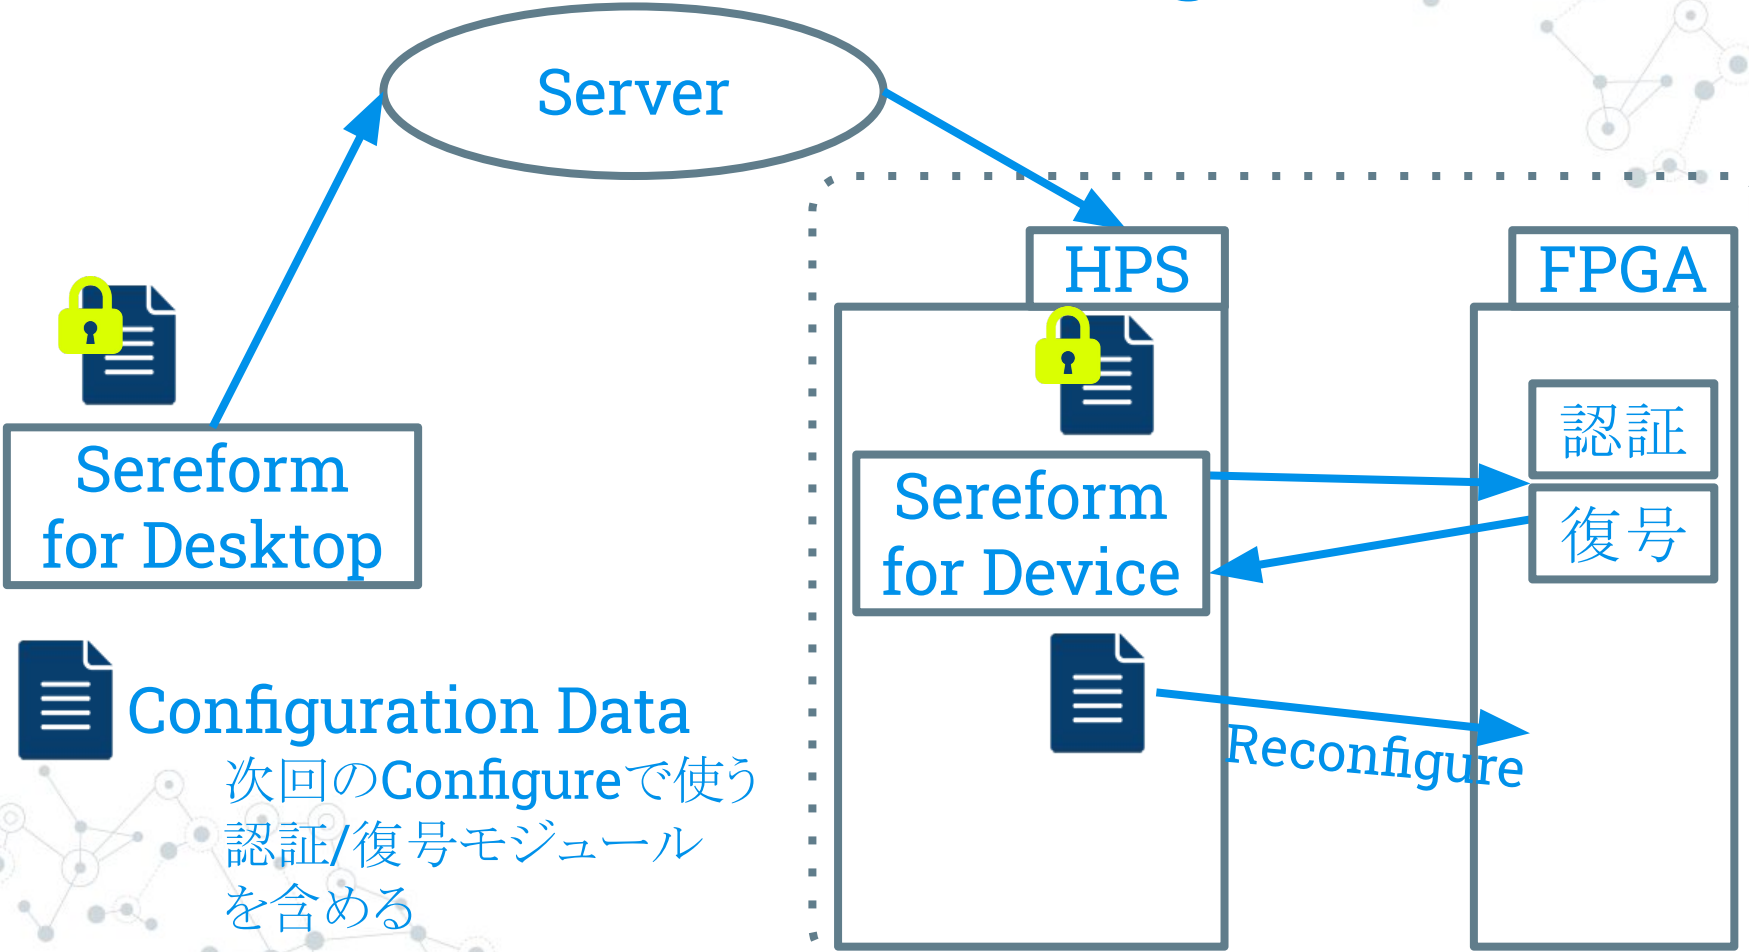 Server
HPS
FPGA
認証
復号
Sereform
for Desktop
Sereform
for Device
Reconfigure
Configuration Data
次回のConfigureで使う
認証/復号モジュール
を含める